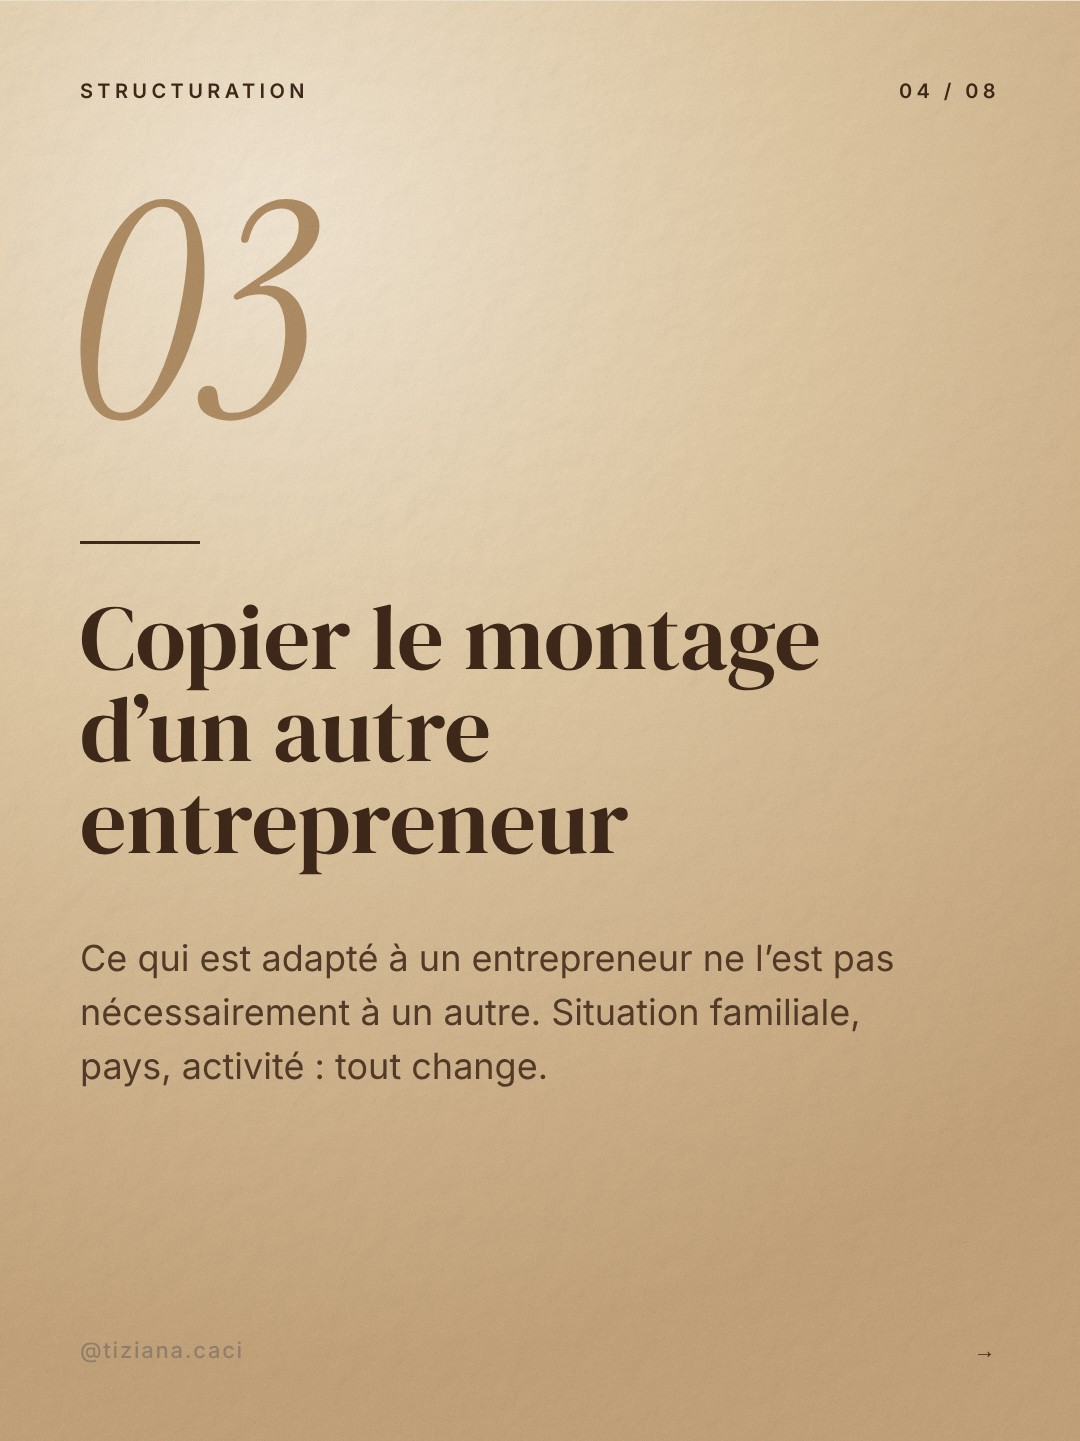 STRUCTURATION
04 / 08
03
Copier le montage
d’un autre
entrepreneur
Ce qui est adapté à un entrepreneur ne l’est pas
nécessairement à un autre. Situation familiale,
pays, activité : tout change.
@tiziana.caci
→